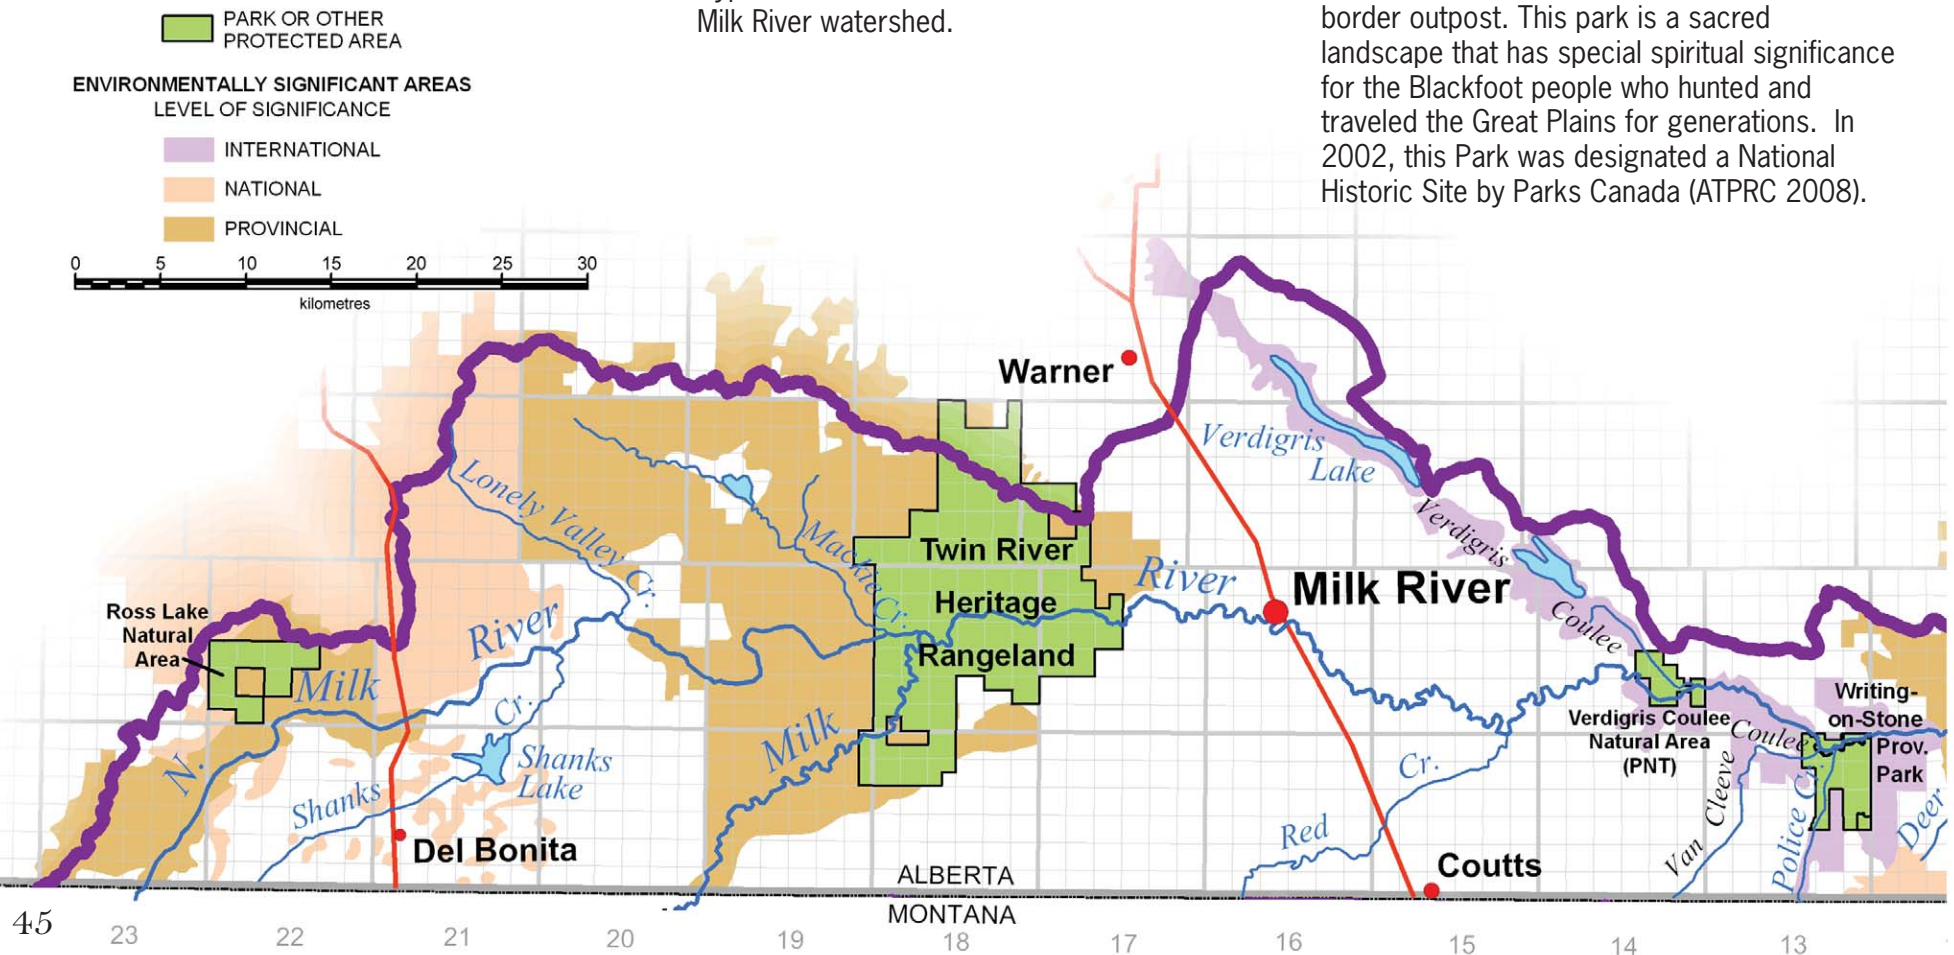 PARK OR OTHER
PROTECTED AREA
ENVIRONMENTALLY SIGNIFICANT AREAS
LEVEL OF SIGNIFICANCE
INTERNATIONAL
NATIONAL
PROVINCIAL
0 5 10 15 20 25 30
kilometres
Milk River watershed.
border outpost. This park is a sacred
landscape that has special spiritual significance
for the Blackfoot people who hunted and
traveled the Great Plains for generations.  In
2002, this Park was designated a National
Historic Site by Parks Canada (ATPRC 2008).
Warner
Verdigris
Lake
Lonely Valley Cr.
Mackie Cr.
Twin River
Heritage
Rangeland
River
Milk River
Verdigris
Coulee
Ross Lake
Natural
Area
N.
Milk
River
Cr.
Shanks
Shanks
Lake
Milk
Del Bonita
Verdigris Coulee
Natural Area
(PNT)
Writing-
on-Stone
Prov.
Park
Coulee
Van Cleeve
Police Cr.
Deer
Red
Cr.
Coutts
ALBERTA
MONTANA
45
23 22 21 20 19 18 17 16 15 14 13